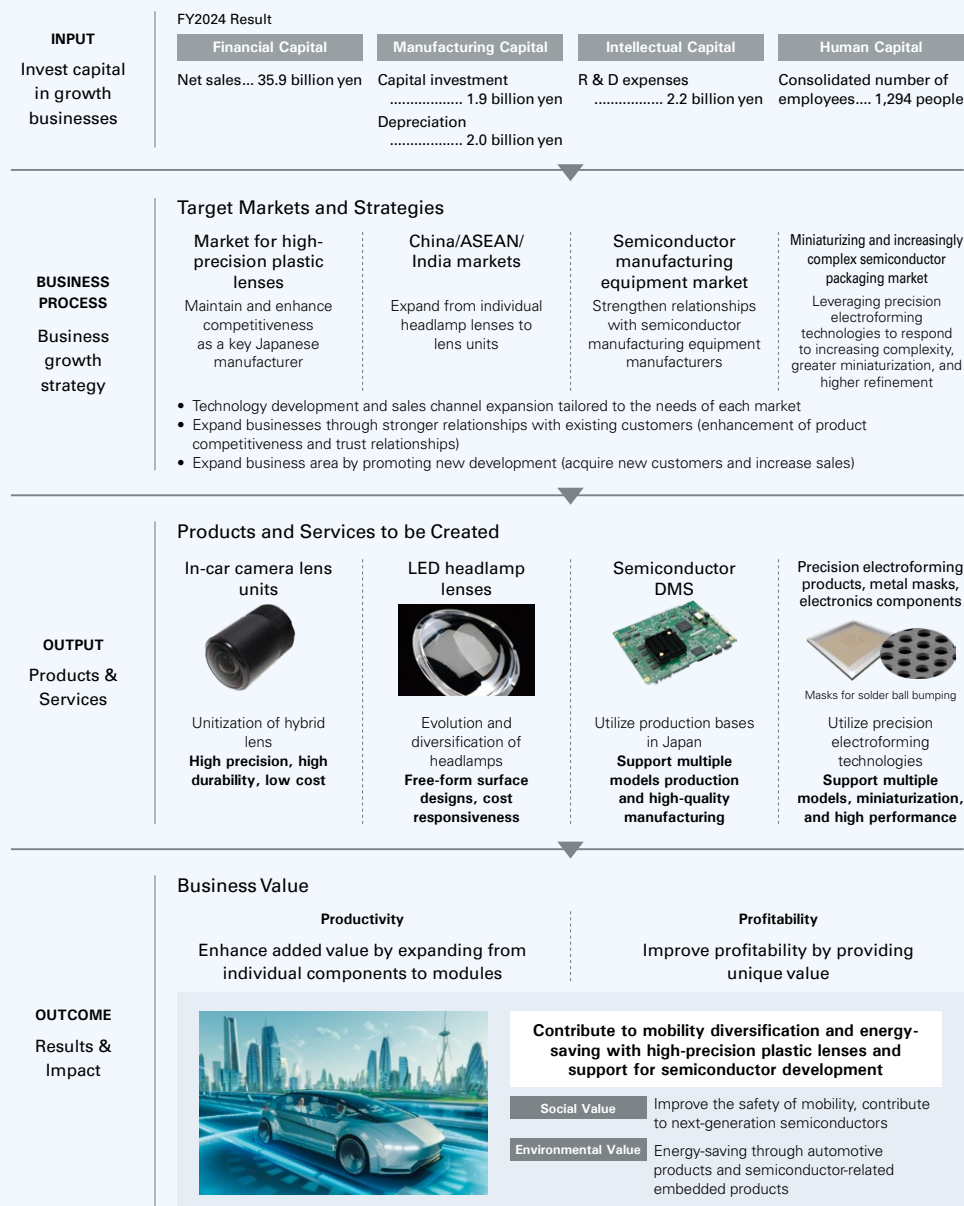 INPUT
Invest capital
in growth
businesses
FY2024 Result
Financial Capital
Net sales... 35.9 billion yen
Manufacturing Capital
Capital investment
.................. 1.9 billion yen
Depreciation
.................. 2.0 billion yen
Intellectual Capital
R & D expenses
................. 2.2 billion yen
Human Capital
Consolidated number of
employees.... 1,294 people
BUSINESS
PROCESS
Business
growth
strategy
Target Markets and Strategies
Market for high-
precision plastic
lenses
Maintain and enhance
competitiveness
as a key Japanese
manufacturer
China/ASEAN/
India markets
Expand from individual
headlamp lenses to
lens units
Semiconductor
manufacturing
equipment market
Strengthen relationships
with semiconductor
manufacturing equipment
manufacturers
Miniaturizing and increasingly
complex semiconductor
packaging market
Leveraging precision
electroforming
technologies to respond
to increasing complexity,
greater miniaturization, and
higher refinement
• Technology development and sales channel expansion tailored to the needs of each market
• Expand businesses through stronger relationships with existing customers (enhancement of product
competitiveness and trust relationships)
• Expand business area by promoting new development (acquire new customers and increase sales)
OUTPUT
Products &
Services
Products and Services to be Created
In-car camera lens
units
Unitization of hybrid
lens
High precision, high
durability, low cost
LED headlamp
lenses
Evolution and
diversification of
headlamps
Free-form surface
designs, cost
responsiveness
Semiconductor
DMS
Utilize production bases
in Japan
Support multiple
models production
and high-quality
manufacturing
Precision electroforming
products, metal masks,
electronics components
Masks for solder ball bumping
Utilize precision
electroforming
technologies
Support multiple
models, miniaturization,
and high performance
OUTCOME
Results &
Impact
Business Value
Productivity
Enhance added value by expanding from
individual components to modules
Profitability
Improve profitability by providing
unique value
Contribute to mobility diversification and energy-
saving with high-precision plastic lenses and
support for semiconductor development
Social Value
Improve the safety of mobility, contribute
to next-generation semiconductors
Environmental Value
Energy-saving through automotive
products and semiconductor-related
embedded products